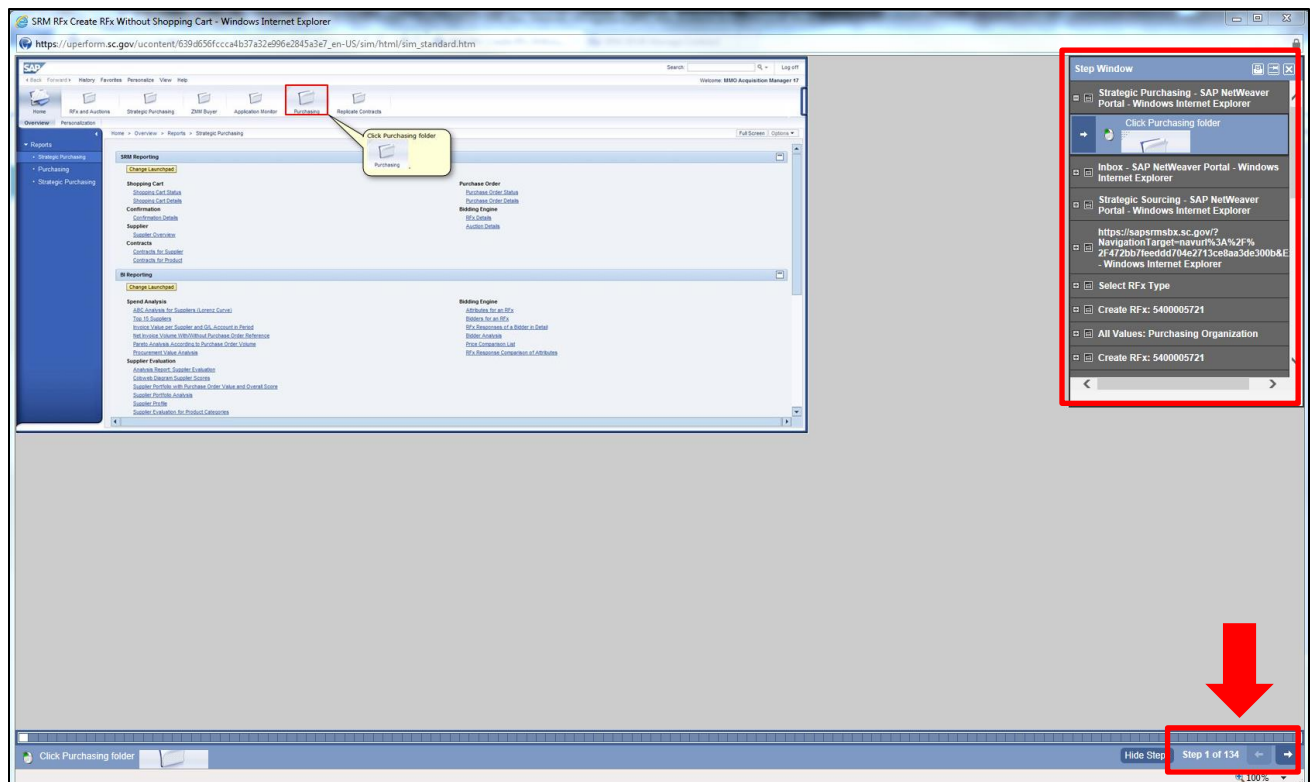 SRM RFx Create RFx Without Shopping Cart - Windows Internet Explorer
https://uperform.sc.gov/ucontent/639d656fccca4b37a32e996e2845a3e7_en-US/sim/html/sim_standard.htm
SAP
Search:
Log off
Back Forward History Favorites Personalize View Help
Welcome: MMO Acquisition Manager 17
Home
RFx and Auctions
Strategic Purchasing
ZMM Buyer
Application Monitor
Purchasing
Replicate Contracts
Overview Personalization
Home > Overview > Reports > Strategic Purchasing
Full Screen Options
Reports
Strategic Purchasing
Purchasing
Strategic Purchasing
Click Purchasing folder
Purchasing
SRM Reporting
Change Launchpad
Shopping Cart
Shopping Cart Status
Shopping Cart Details
Confirmation
Confirmation Details
Supplier
Supplier Overview
Contracts
Contracts for Supplier
Contracts for Product
Purchase Order
Purchase Order Status
Purchase Order Details
Bidding Engine
RFx Details
Auction Details
BI Reporting
Change Launchpad
Spend Analysis
ABC Analysis for Suppliers (Lorenz Curve)
Top 10 Suppliers
Invoice Value per Supplier and G/L Account in Period
Net Invoice Volume With/Without Purchase Order Reference
Pareto Analysis According to Purchase Order Volume
Procurement Value Analysis
Supplier Evaluation
Analysis Report: Supplier Evaluation
Cobweb Diagram Supplier Scores
Supplier Portfolio with Purchase Order Value and Overall Score
Supplier Portfolio Analysis
Supplier Profile
Supplier Evaluation for Product Categories
Bidding Engine
Attributes for an RFx
Bidders for an RFx
RFx Responses of a Bidder in Detail
Bidder Analysis
Price Comparison List
RFx Response Comparison of Attributes
Step Window
Strategic Purchasing - SAP NetWeaver
Portal - Windows Internet Explorer
Click Purchasing folder
Inbox - SAP NetWeaver Portal - Windows
Internet Explorer
Strategic Sourcing - SAP NetWeaver
Portal - Windows Internet Explorer
https://sapsrmsbx.sc.gov/?
NavigationTarget=navurl%3A%2F%
2F472bb7feeddd704e2713ce8aa3de300b&E
- Windows Internet Explorer
Select RFx Type
Create RFx: 5400005721
All Values: Purchasing Organization
Create RFx: 5400005721
Click Purchasing folder
Hide Step
Step 1 of 134
100%